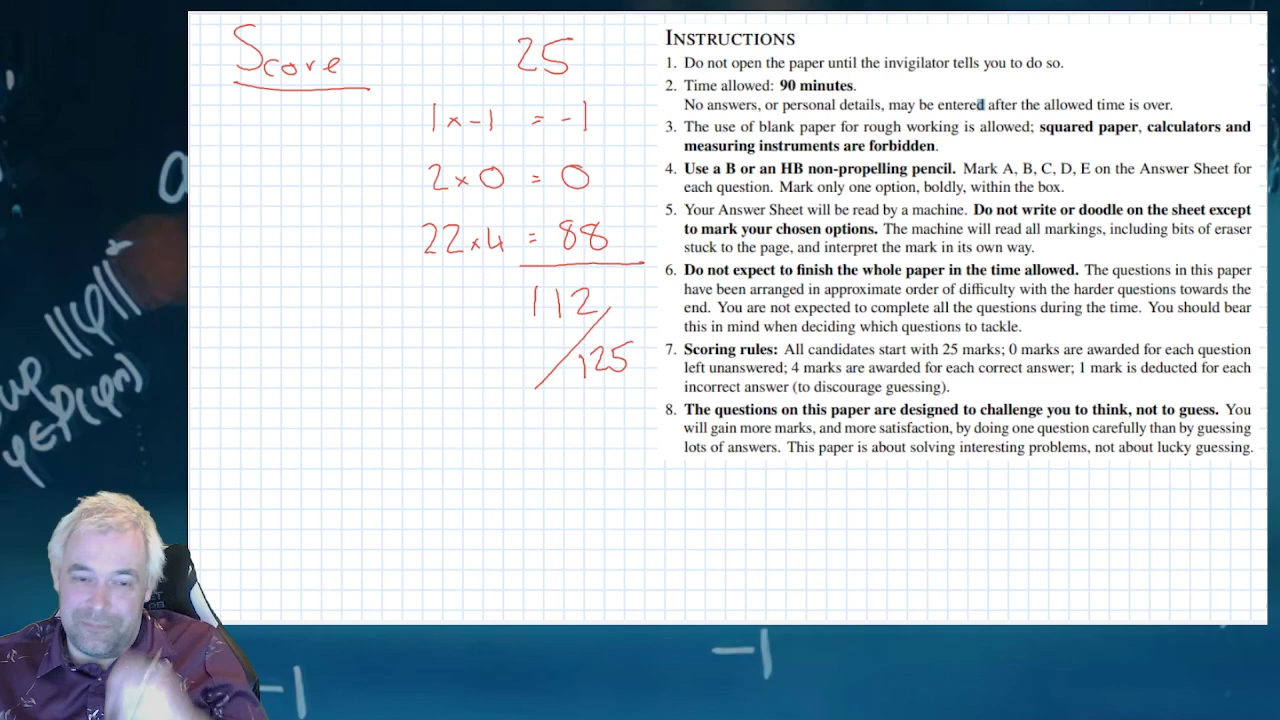 Score
25
1 x -1 = -1
2 x 0 = 0
22 x 4 = 88
112
/125
INSTRUCTIONS
1. Do not open the paper until the invigilator tells you to do so.
2. Time allowed: 90 minutes.
No answers, or personal details, may be entered after the allowed time is over.
3. The use of blank paper for rough working is allowed; squared paper, calculators and
measuring instruments are forbidden.
4. Use a B or an HB non-propelling pencil. Mark A, B, C, D, E on the Answer Sheet for
each question. Mark only one option, boldly, within the box.
5. Your Answer Sheet will be read by a machine. Do not write or doodle on the sheet except
to mark your chosen options. The machine will read all markings, including bits of eraser
stuck to the page, and interpret the mark in its own way.
6. Do not expect to finish the whole paper in the time allowed. The questions in this paper
have been arranged in approximate order of difficulty with the harder questions towards the
end. You are not expected to complete all the questions during the time. You should bear
this in mind when deciding which questions to tackle.
7. Scoring rules: All candidates start with 25 marks; 0 marks are awarded for each question
left unanswered; 4 marks are awarded for each correct answer; 1 mark is deducted for each
incorrect answer (to discourage guessing).
8. The questions on this paper are designed to challenge you to think, not to guess. You
will gain more marks, and more satisfaction, by doing one question carefully than by guessing
lots of answers. This paper is about solving interesting problems, not about lucky guessing.
||φ||
φ∈P(φn)
-1
-1